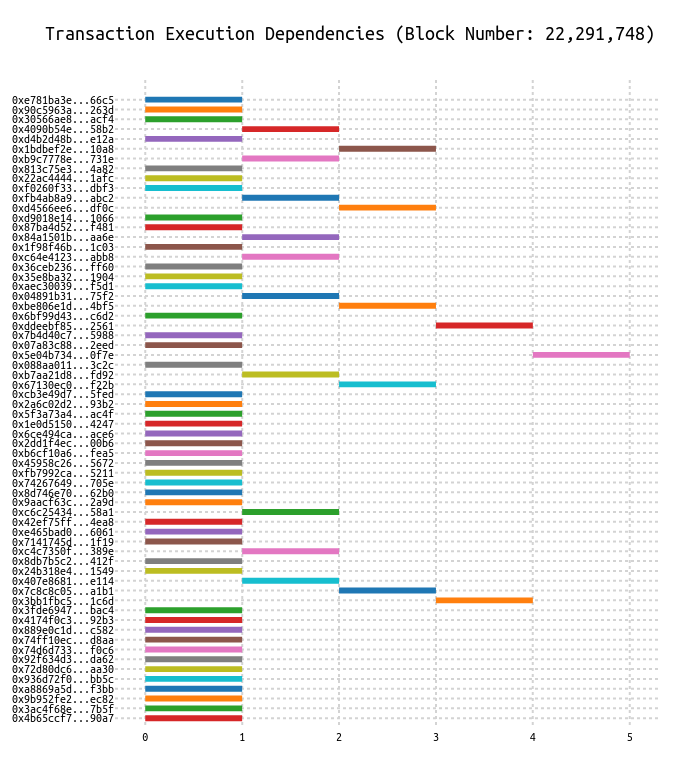 Transaction Execution Dependencies (Block Number: 22,291,748)
0xe781ba3e...66c5
0x90c5963a...263d
0x30566ae8...acf4
0x4090b54e...58b2
0xd4b2d48b...e12a
0x1bdbef2e...10a8
0xb9c7778e...731e
0x813c75e3...4a82
0x22ac4444...1afc
0xf0260f33...dbf3
0xfb4ab8a9...abc2
0xd4566ee6...df0c
0xd9018e14...1066
0x87ba4d52...f481
0x84a1501b...aa6e
0x1f98f46b...1c03
0xc64e4123...abb8
0x36ceb236...ff60
0x35e8ba32...1904
0xaec30039...f5d1
0x04891b31...75f2
0xbe806e1d...4bf5
0x6bf99d43...c6d2
0xddeebf85...2561
0x7b4d40c7...5988
0x07a83c88...2eed
0x5e04b734...0f7e
0x088aa011...3c2c
0xb7aa21d8...fd92
0x67130ec0...f22b
0xcb3e49d7...5fed
0x2a6c02d2...93b2
0x5f3a73a4...ac4f
0x1e0d5150...4247
0x6ce494ca...ace6
0x2dd1f4ec...00b6
0xb6cf10a6...fea5
0x45958c26...5672
0xfb7992ca...5211
0x74267649...705e
0x8d746e70...62b0
0x9aacf63c...2a9d
0xc6c25434...58a1
0x42ef75ff...4ea8
0xe465bad0...6061
0x7141745d...1f19
0xc4c7350f...389e
0x8db7b5c2...412f
0x24b318e4...1549
0x407e8681...e114
0x7c8c8c05...a1b1
0x3bb1fbc5...1c6d
0x3fde6947...bac4
0x4174f0c3...92b3
0x889e0c1d...c582
0x74ff10ec...d8aa
0x74d6d733...f0c6
0x92f634d3...da62
0x72d80dc6...aa30
0x936d72f0...bb5c
0xa8869a5d...f3bb
0x9b952fe2...ec82
0x3ac4f68e...7b5f
0x4b65ccf7...90a7
0 1 2 3 4 5